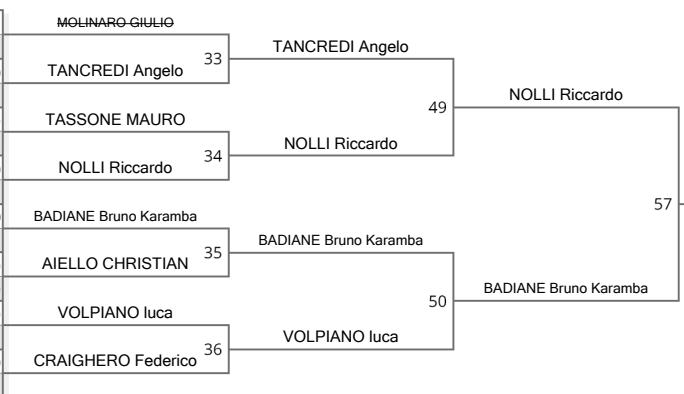 MOLINARO GIULIO
33
TANCREDI Angelo
TASSONE MAURO
34
NOLLI Riccardo
BADIANE Bruno Karamba
35
AIELLO CHRISTIAN
VOLPIANO luca
36
CRAIGHERO Federico
TANCREDI Angelo
49
NOLLI Riccardo
BADIANE Bruno Karamba
50
VOLPIANO luca
NOLLI Riccardo
57
BADIANE Bruno Karamba